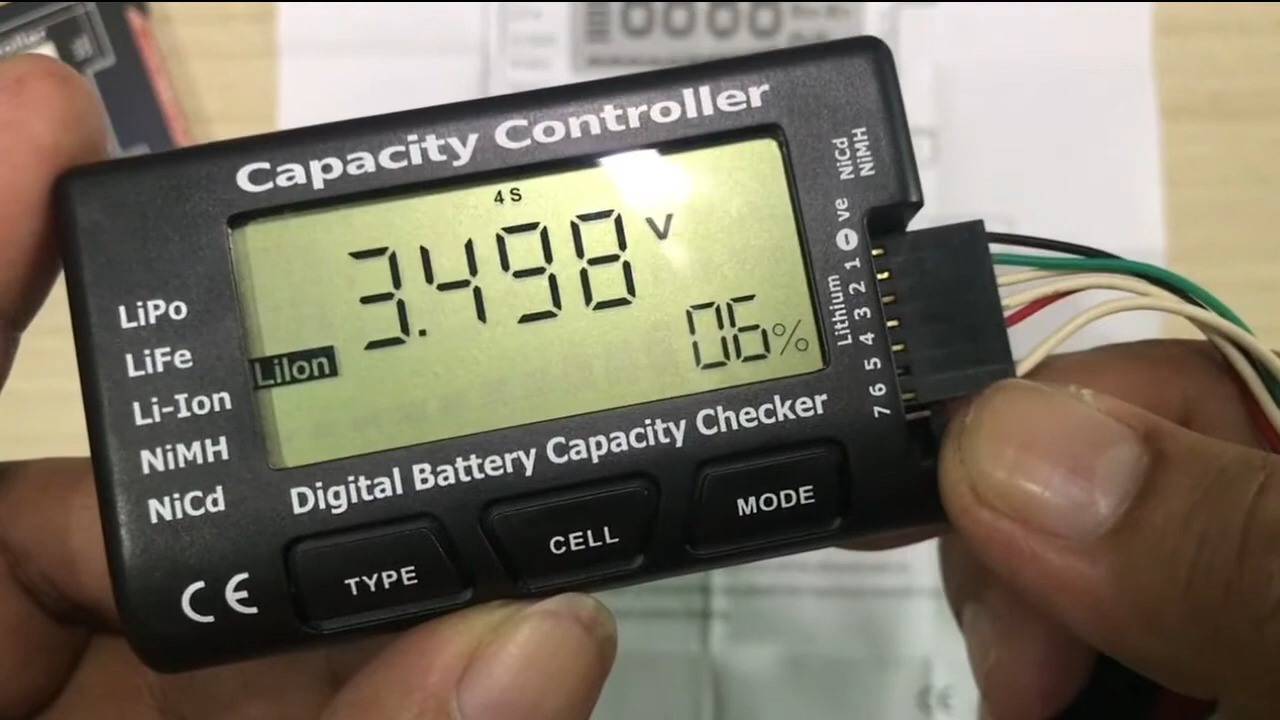 Capacity Controller
4S
3.498 V
LiIon
06%
LiPo
LiFe
Li-Ion
NiMH
NiCd
Digital Battery Capacity Checker
TYPE
CELL
MODE
CE
NiCd
NiMH
Lithium
7 6 5 4 3 2 1 ⊖ ve